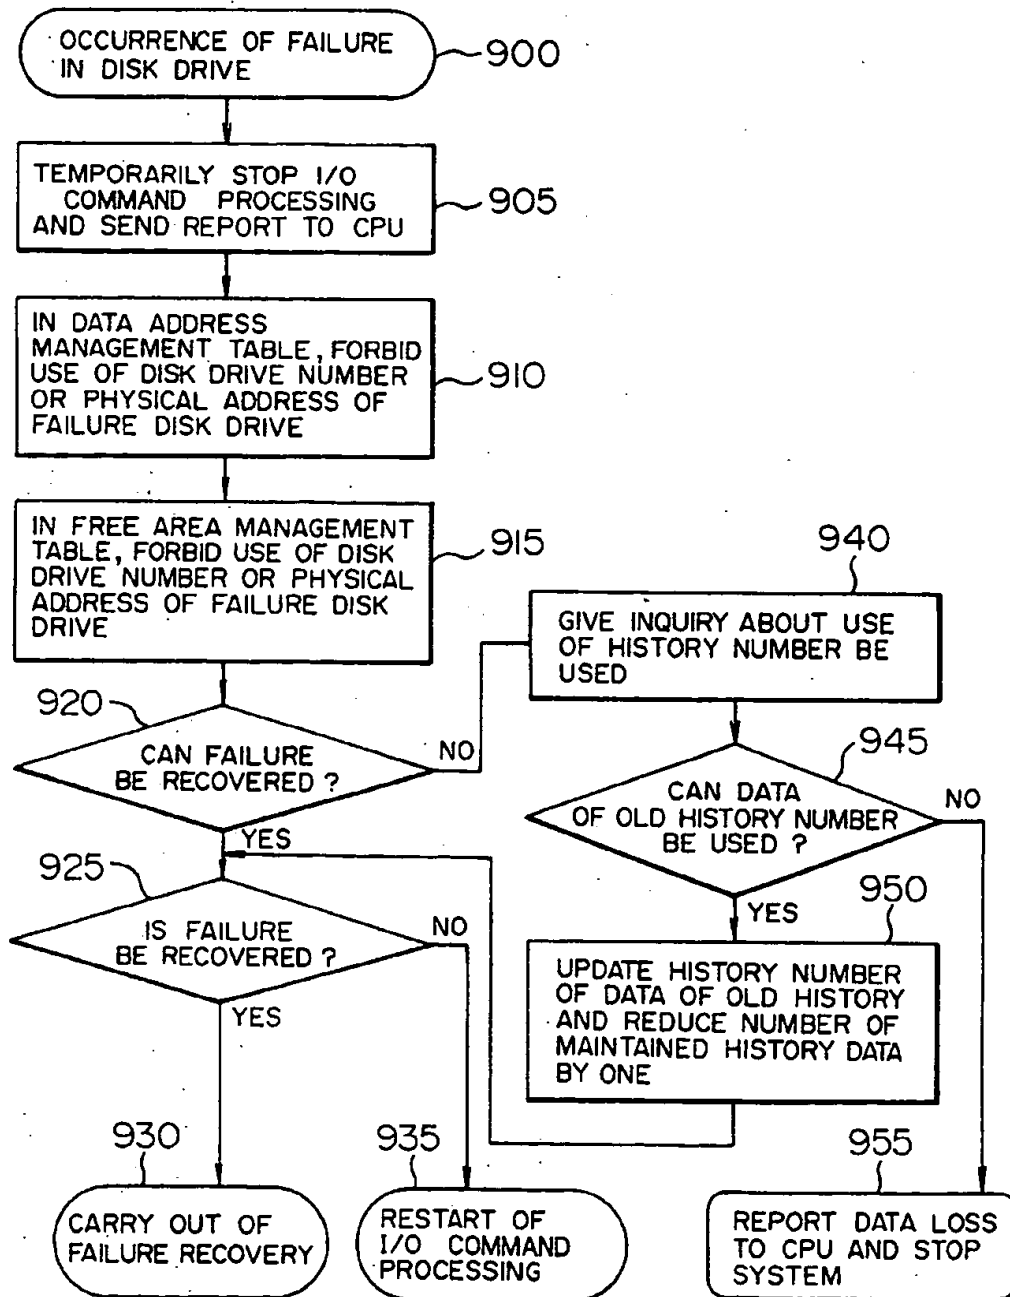 OCCURRENCE OF FAILURE
IN DISK DRIVE
900
TEMPORARILY STOP I/O
COMMAND PROCESSING
AND SEND REPORT TO CPU
905
IN DATA ADDRESS
MANAGEMENT TABLE, FORBID
USE OF DISK DRIVE NUMBER
OR PHYSICAL ADDRESS OF
FAILURE DISK DRIVE
910
IN FREE AREA MANAGEMENT
TABLE, FORBID USE OF DISK
DRIVE NUMBER OR PHYSICAL
ADDRESS OF FAILURE DISK
DRIVE
915
920
CAN FAILURE
BE RECOVERED ?
NO
YES
925
IS FAILURE
BE RECOVERED ?
NO
YES
930
CARRY OUT OF
FAILURE RECOVERY
935
RESTART OF
I/O COMMAND
PROCESSING
940
GIVE INQUIRY ABOUT USE
OF HISTORY NUMBER BE
USED
945
CAN DATA
OF OLD HISTORY NUMBER
BE USED ?
NO
YES
950
UPDATE HISTORY NUMBER
OF DATA OF OLD HISTORY
AND REDUCE NUMBER OF
MAINTAINED HISTORY DATA
BY ONE
955
REPORT DATA LOSS
TO CPU AND STOP
SYSTEM